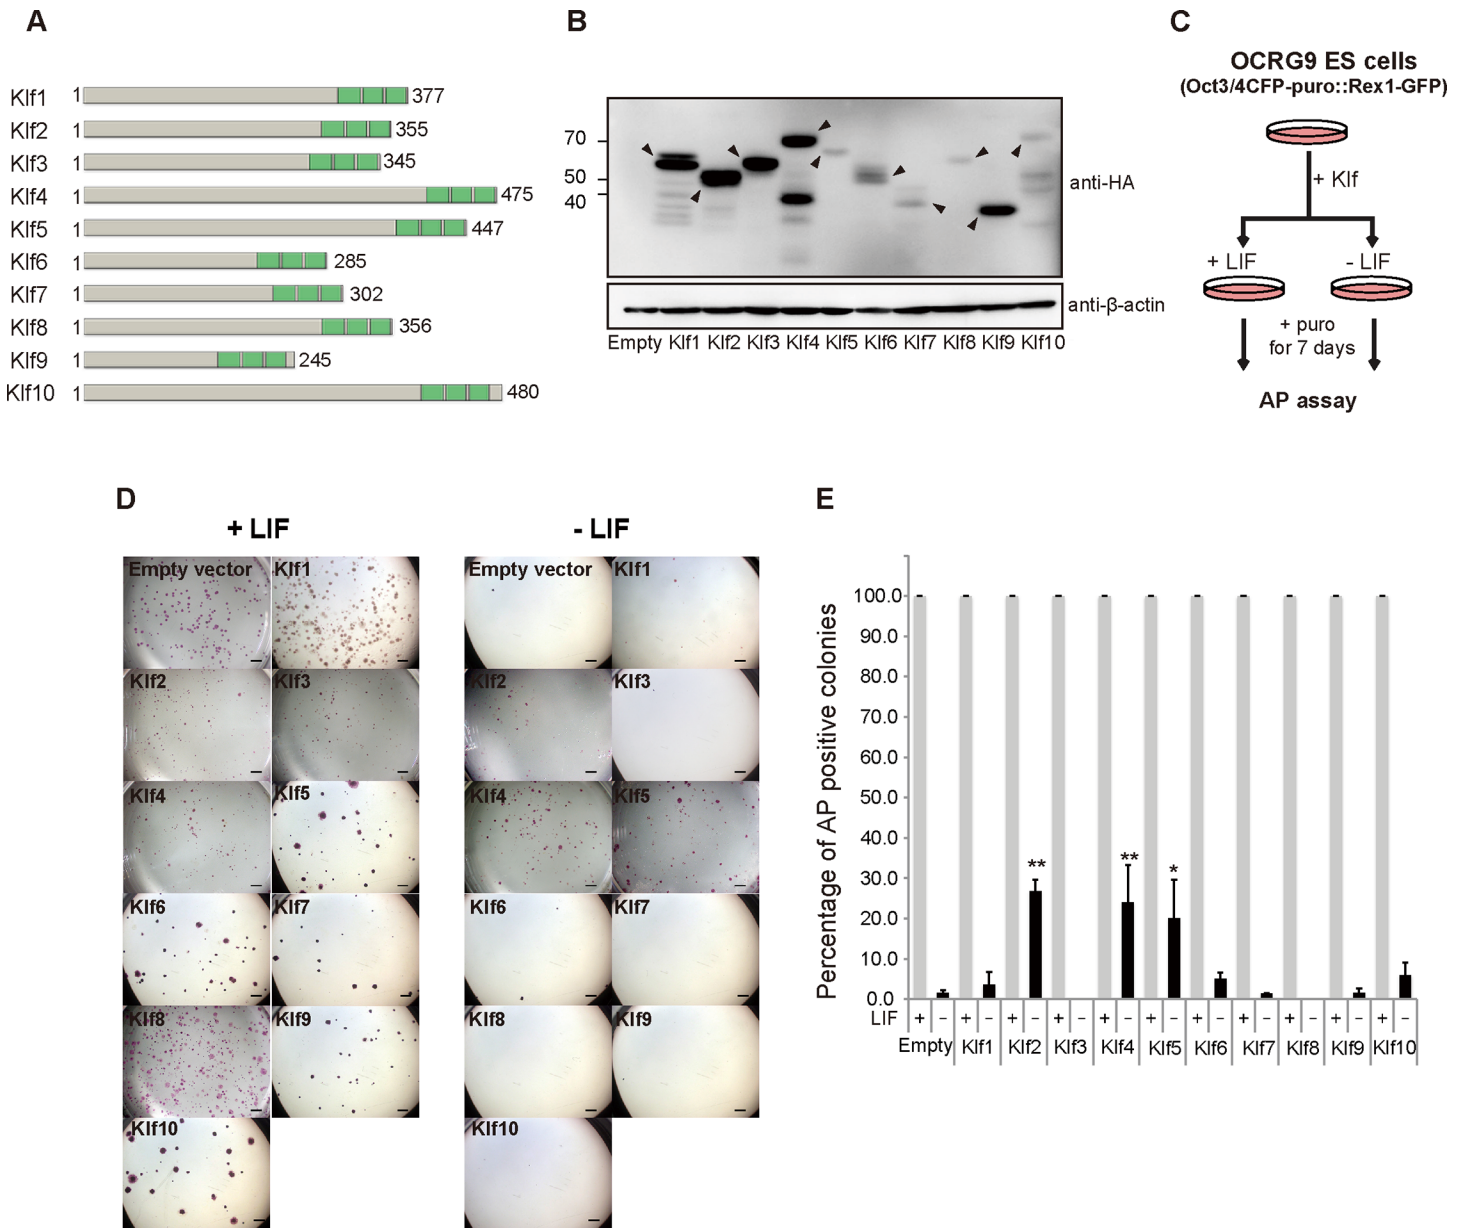 A
Klf1 1 377
Klf2 1 355
Klf3 1 345
Klf4 1 475
Klf5 1 447
Klf6 1 285
Klf7 1 302
Klf8 1 356
Klf9 1 245
Klf10 1 480
B
70
50
40
anti-HA
anti-β-actin
Empty Klf1 Klf2 Klf3 Klf4 Klf5 Klf6 Klf7 Klf8 Klf9 Klf10
C
OCRG9 ES cells
(Oct3/4CFP-puro::Rex1-GFP)
+ Klf
+ LIF - LIF
+ puro
for 7 days
AP assay
D
+ LIF - LIF
Empty vector Klf1 Empty vector Klf1
Klf2 Klf3 Klf2 Klf3
Klf4 Klf5 Klf4 Klf5
Klf6 Klf7 Klf6 Klf7
Klf8 Klf9 Klf8 Klf9
Klf10 Klf10
E
Percentage of AP positive colonies
100.0
90.0
80.0
70.0
60.0
50.0
40.0
30.0
20.0
10.0
0.0
** ** *
LIF + - + - + - + - + - + - + - + - + - + - + -
Empty Klf1 Klf2 Klf3 Klf4 Klf5 Klf6 Klf7 Klf8 Klf9 Klf10